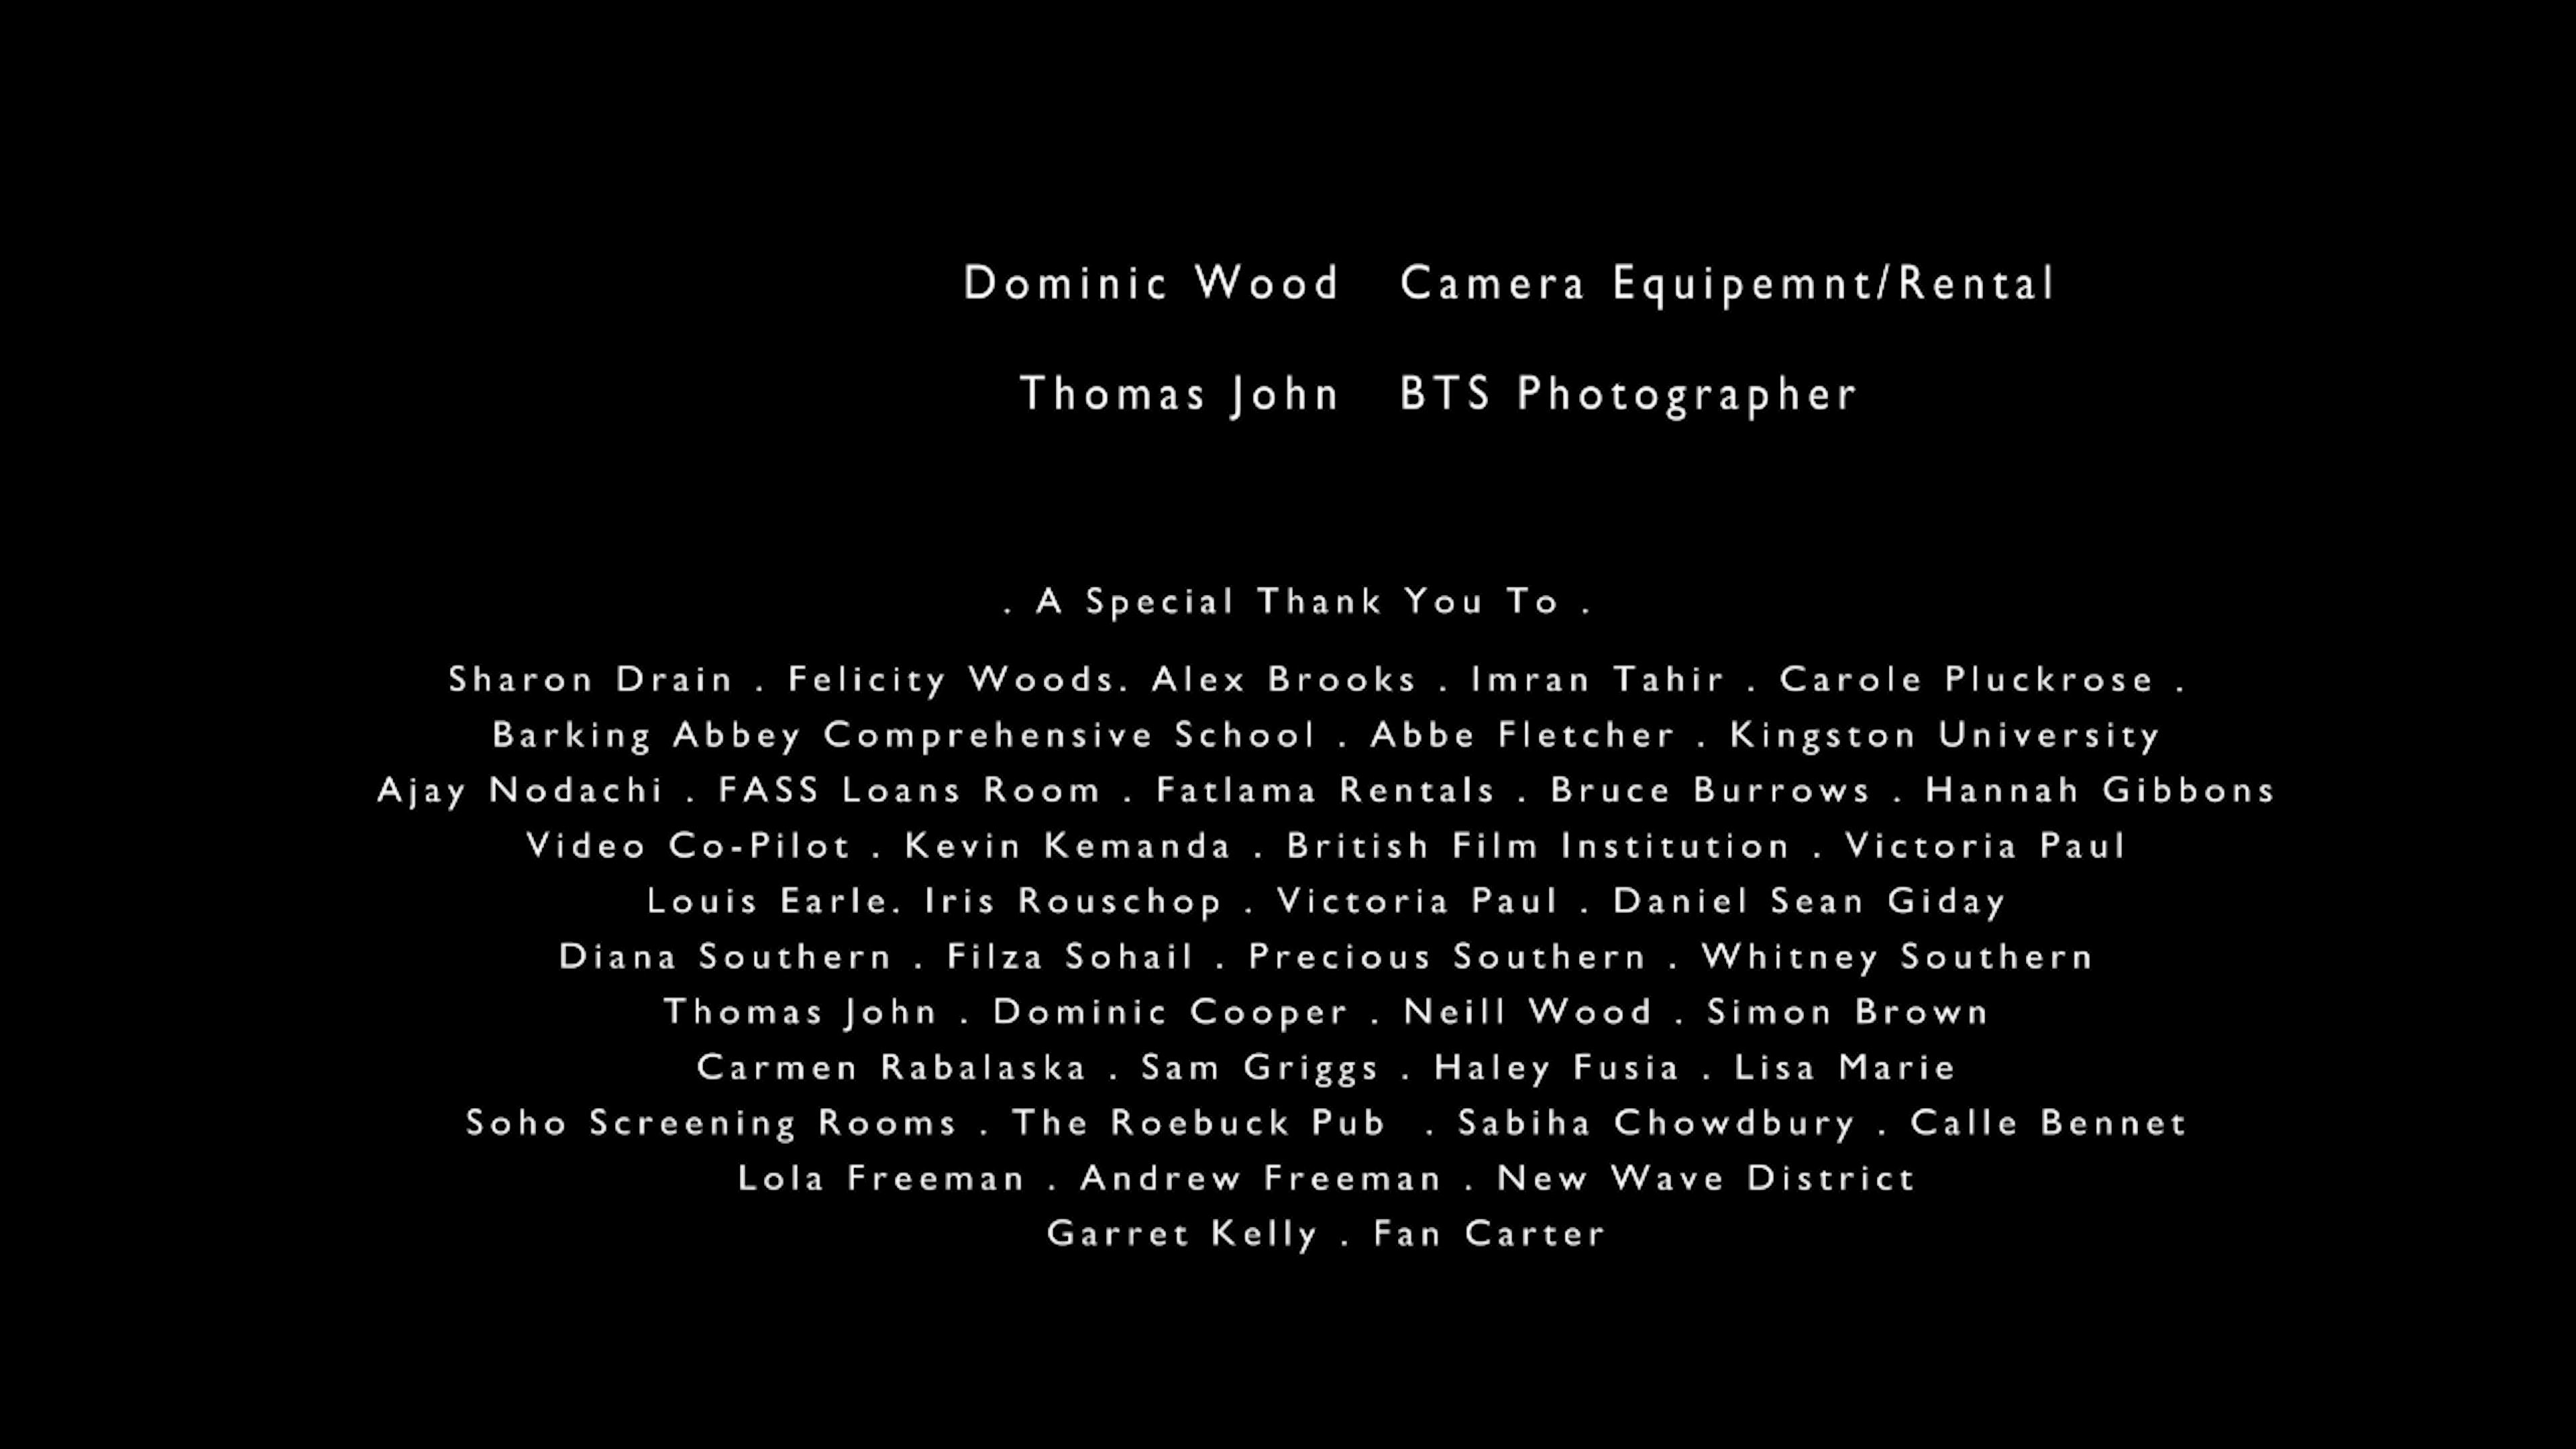 Dominic Wood Camera Equipemnt/Rental
Thomas John BTS Photographer
. A Special Thank You To .
Sharon Drain . Felicity Woods. Alex Brooks . Imran Tahir . Carole Pluckrose .
Barking Abbey Comprehensive School . Abbe Fletcher . Kingston University
Ajay Nodachi . FASS Loans Room . Fatlama Rentals . Bruce Burrows . Hannah Gibbons
Video Co-Pilot . Kevin Kemanda . British Film Institution . Victoria Paul
Louis Earle. Iris Rouschop . Victoria Paul . Daniel Sean Giday
Diana Southern . Filza Sohail . Precious Southern . Whitney Southern
Thomas John . Dominic Cooper . Neill Wood . Simon Brown
Carmen Rabalaska . Sam Griggs . Haley Fusia . Lisa Marie
Soho Screening Rooms . The Roebuck Pub . Sabiha Chowdbury . Calle Bennet
Lola Freeman . Andrew Freeman . New Wave District
Garret Kelly . Fan Carter